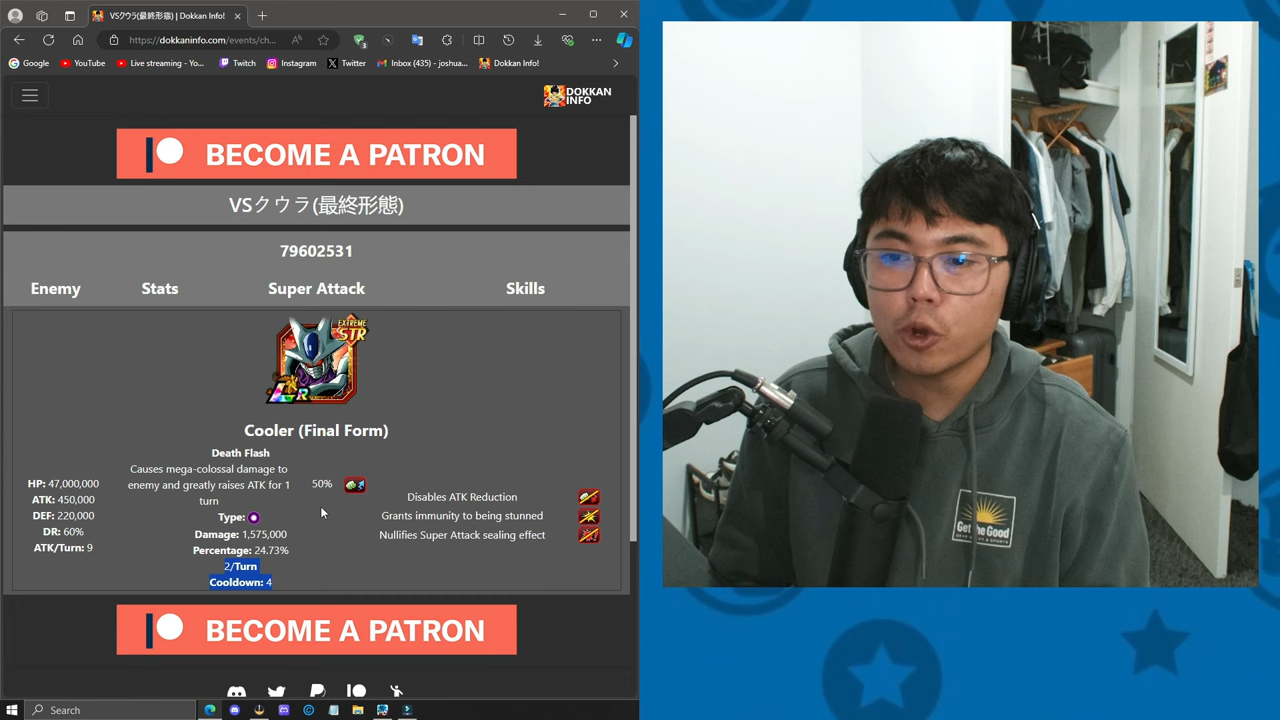 VSクウラ(最終形態) | Dokkan Info!
https://dokkaninfo.com/events/ch...
Google
YouTube
Live streaming - Yo...
Twitch
Instagram
Twitter
Inbox (435) - joshua...
Dokkan Info!
DOKKAN
INFO
BECOME A PATRON
VSクウラ(最終形態)
79602531
Enemy Stats Super Attack Skills
EXTREME
STR
LR
Cooler (Final Form)
HP: 47,000,000
ATK: 450,000
DEF: 220,000
DR: 60%
ATK/Turn: 9
Death Flash
Causes mega-colossal damage to
enemy and greatly raises ATK for 1
turn
Type:
Damage: 1,575,000
Percentage: 24.73%
2/Turn
Cooldown: 4
50%
Disables ATK Reduction
Grants immunity to being stunned
Nullifies Super Attack sealing effect
BECOME A PATRON
Search
Get The Good